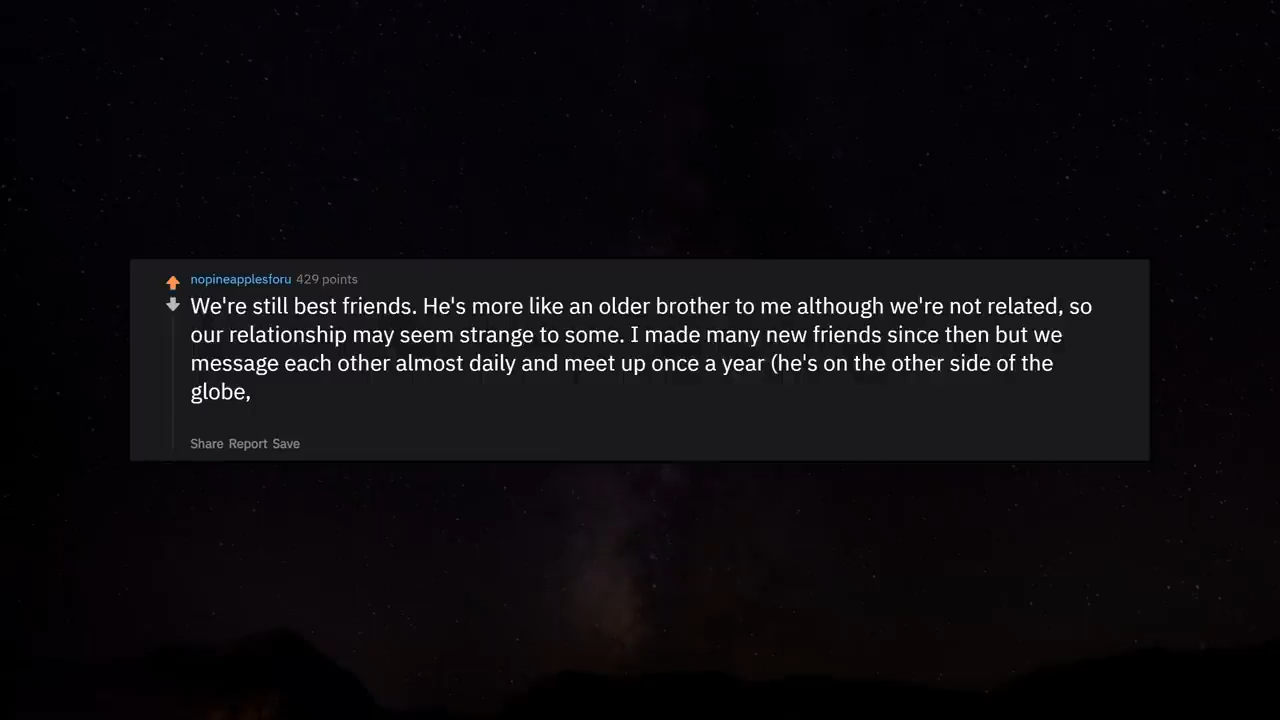 nopineapplesforu 429 points
We're still best friends. He's more like an older brother to me although we're not related, so
our relationship may seem strange to some. I made many new friends since then but we
message each other almost daily and meet up once a year (he's on the other side of the
globe,
Share Report Save